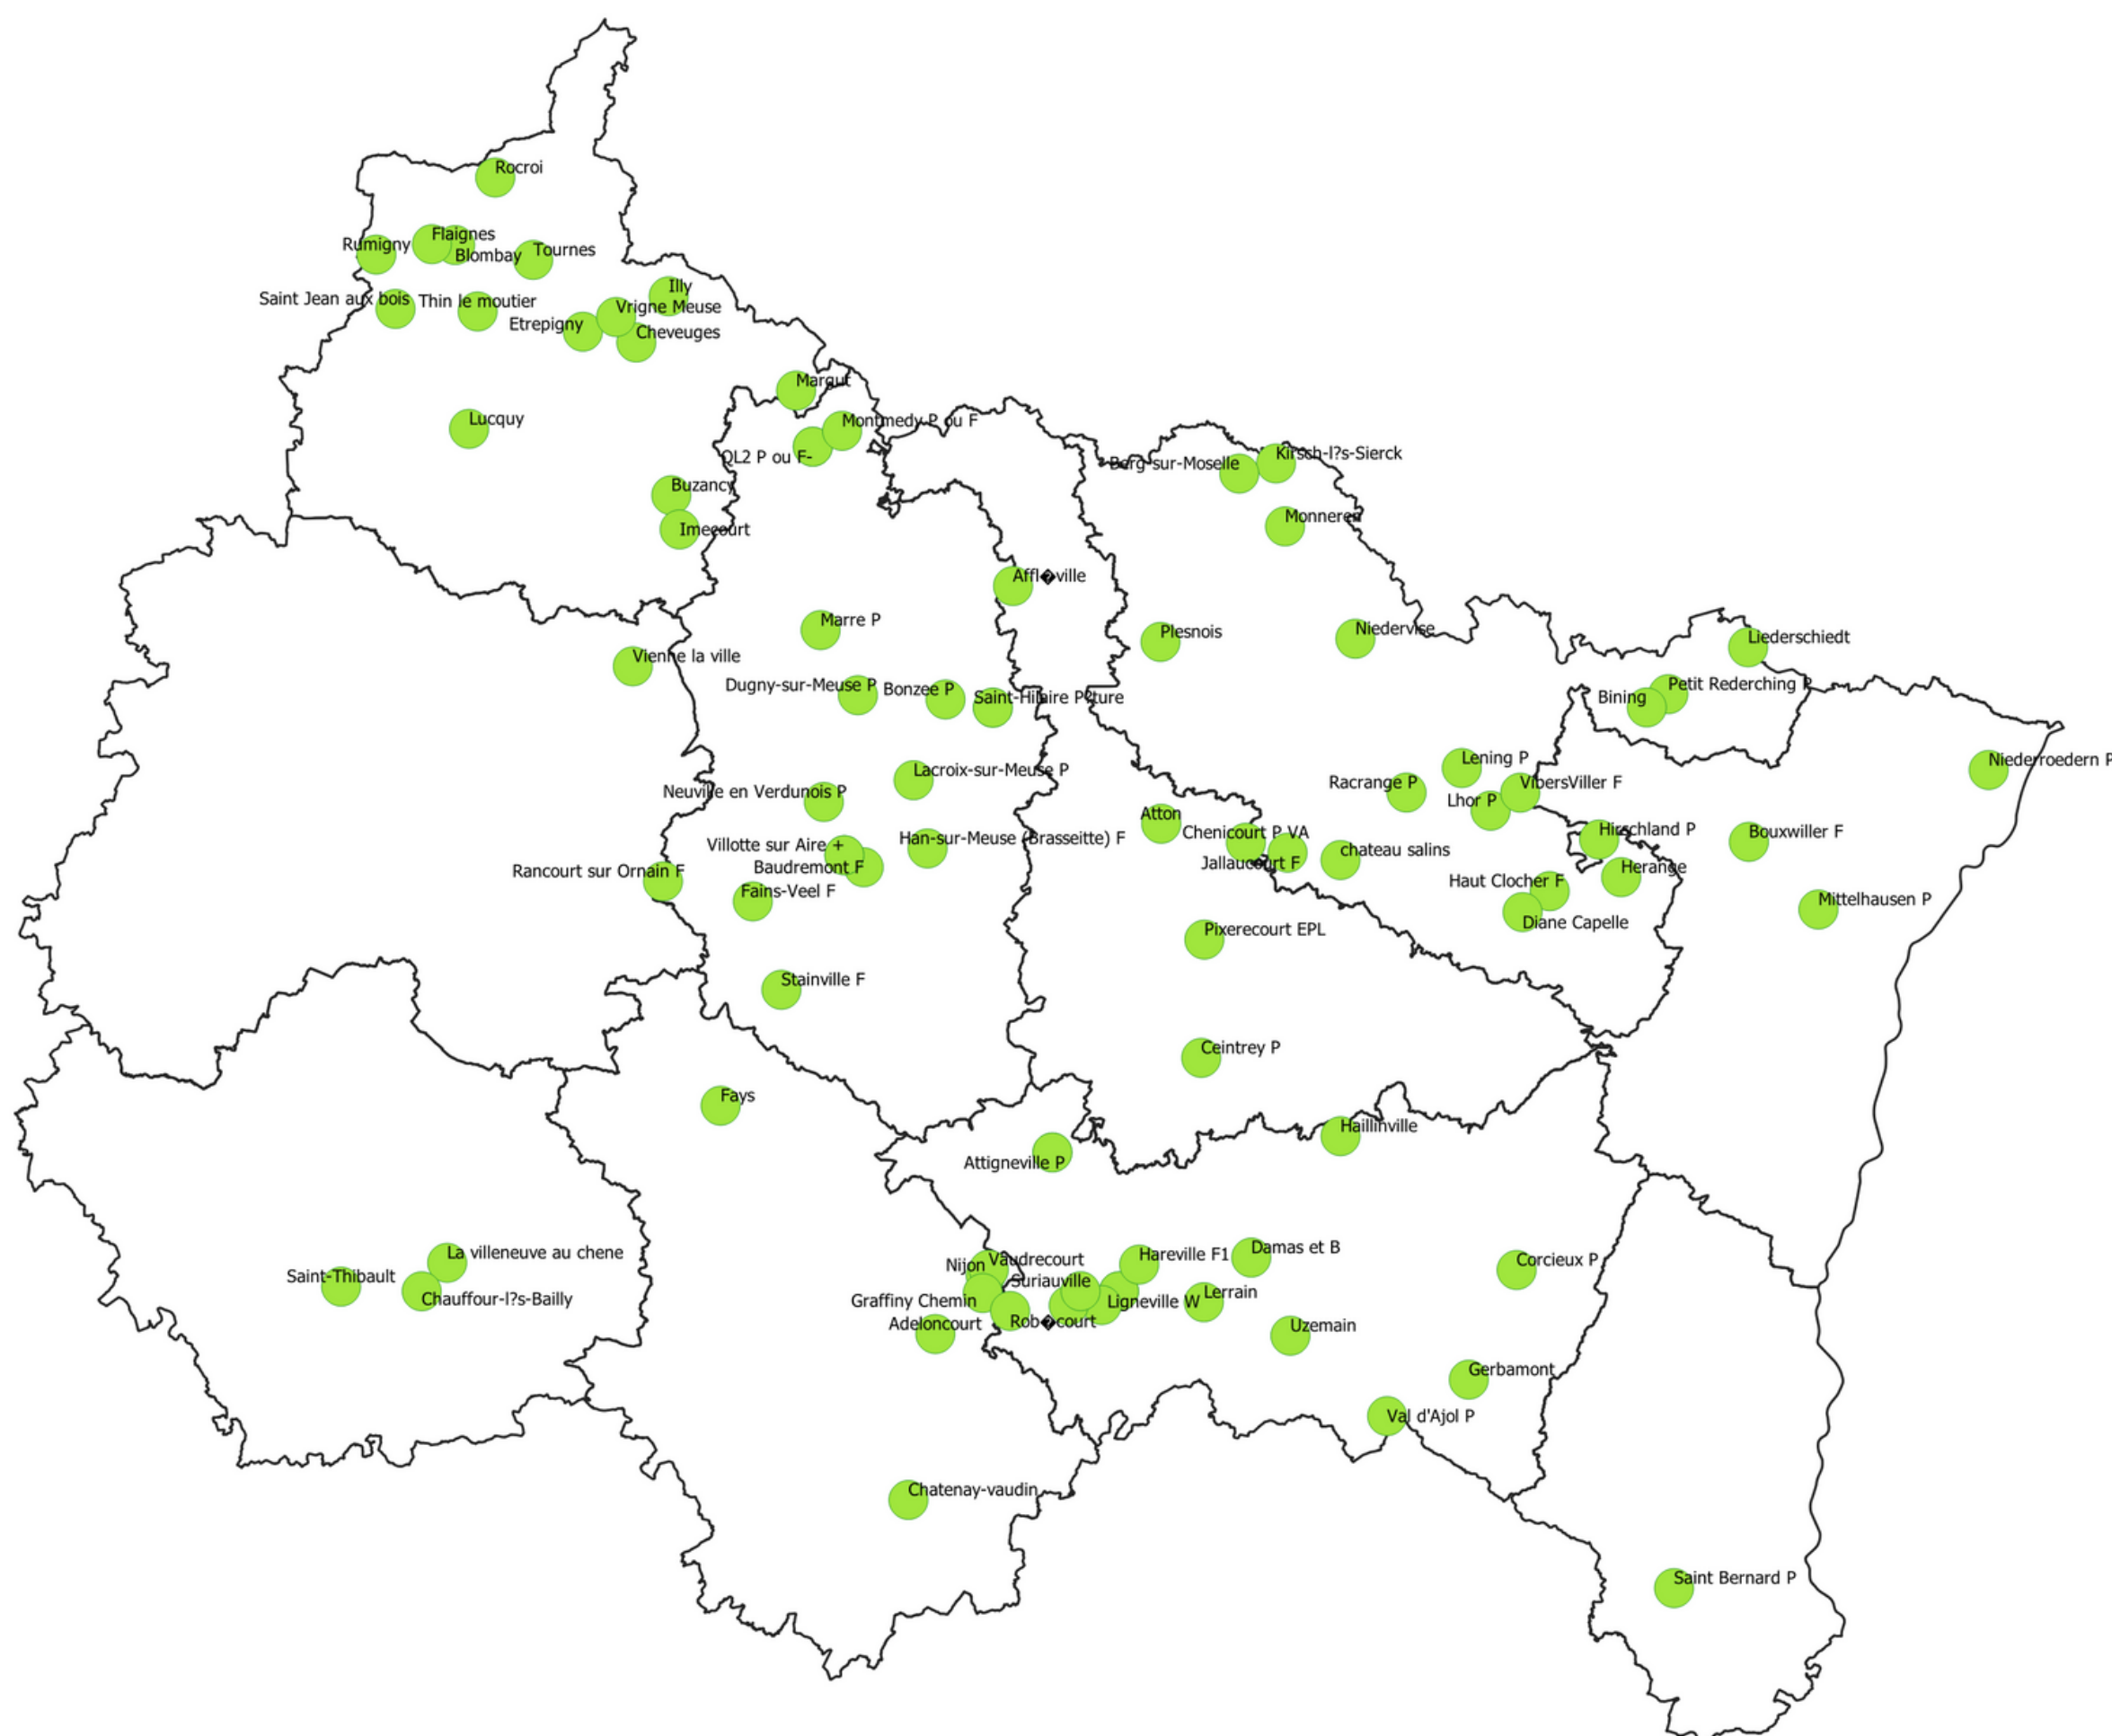 Rocroi
Flaignes
Rumigny
Blombay
Tournes
Illy
Saint Jean aux bois
Thin le moutier
Vrigne Meuse
Etrepigny
Cheveuges
Margut
Lucquy
Montmedy P ou F
QL2 P ou F-
Berg-sur-Moselle
Kirsch-l?s-Sierck
Buzancy
Imecourt
Monneren
Affl�ville
Marre P
Plesnois
Niedervise
Liederschiedt
Vienne la ville
Dugny-sur-Meuse P
Bonzee P
Saint-Hilaire P?ture
Petit Rederching P
Bining
Lening P
Niederroedern P
Lacroix-sur-Meuse P
Neuville en Verdunois P
Racrange P
VibersViller F
Lhor P
Atton
Chenicourt P VA
Hirschland P
Bouxwiller F
Han-sur-Meuse (Brasseitte) F
Villotte sur Aire +
Baudremont F
Jallaucourt F
chateau salins
Herange
Rancourt sur Ornain F
Fains-Veel F
Haut Clocher F
Mittelhausen P
Diane Capelle
Pixerecourt EPL
Stainville F
Ceintrey P
Fays
Haillinville
Attigneville P
La villeneuve au chene
Damas et B
Hareville F1
Vaudrecourt
Nijon
Corcieux P
Saint-Thibault
Suriauville
Chauffour-l?s-Bailly
Graffiny Chemin
Ligneville W
Lerrain
Adeloncourt
Rob�court
Uzemain
Gerbamont
Val d'Ajol P
Chatenay-vaudin
Saint Bernard P